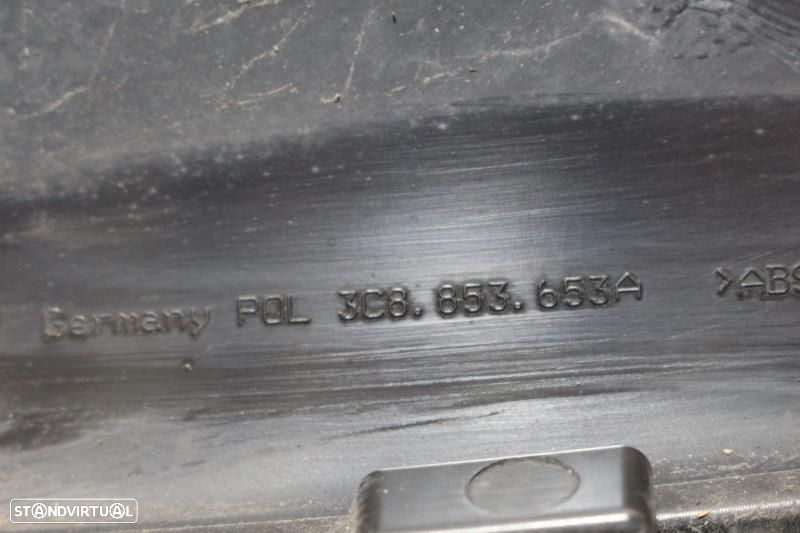 Germany POL 3C8.853.653A >ABS
STANDVIRTUAL